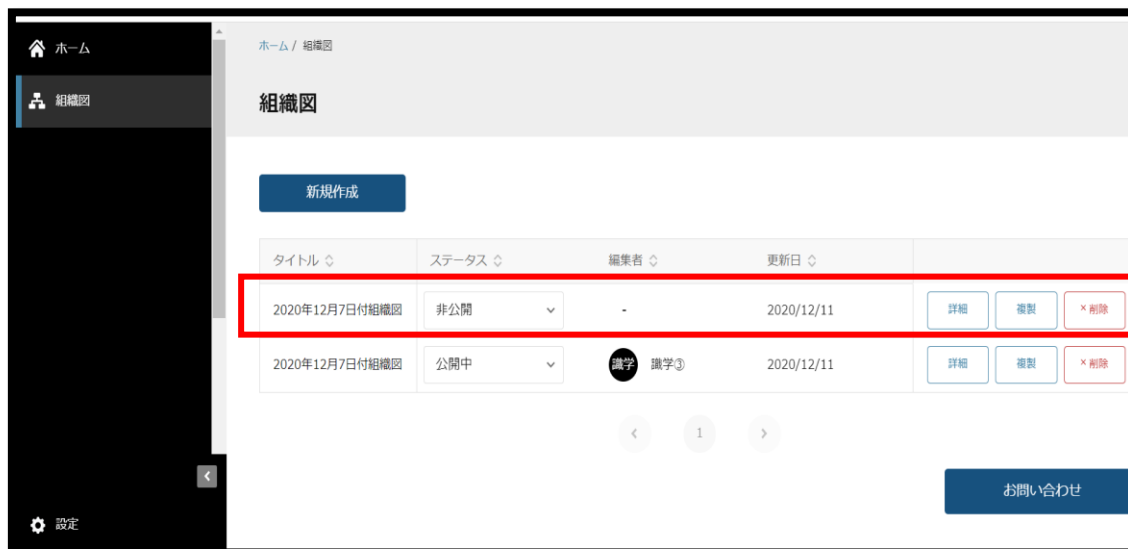 ホーム
組織図
設定
ホーム / 組織図
組織図
新規作成
タイトル ステータス 編集者 更新日
2020年12月7日付組織図 非公開 - 2020/12/11 詳細 複製 ×削除
2020年12月7日付組織図 公開中 識学 識学③ 2020/12/11 詳細 複製 ×削除
1
お問い合わせ